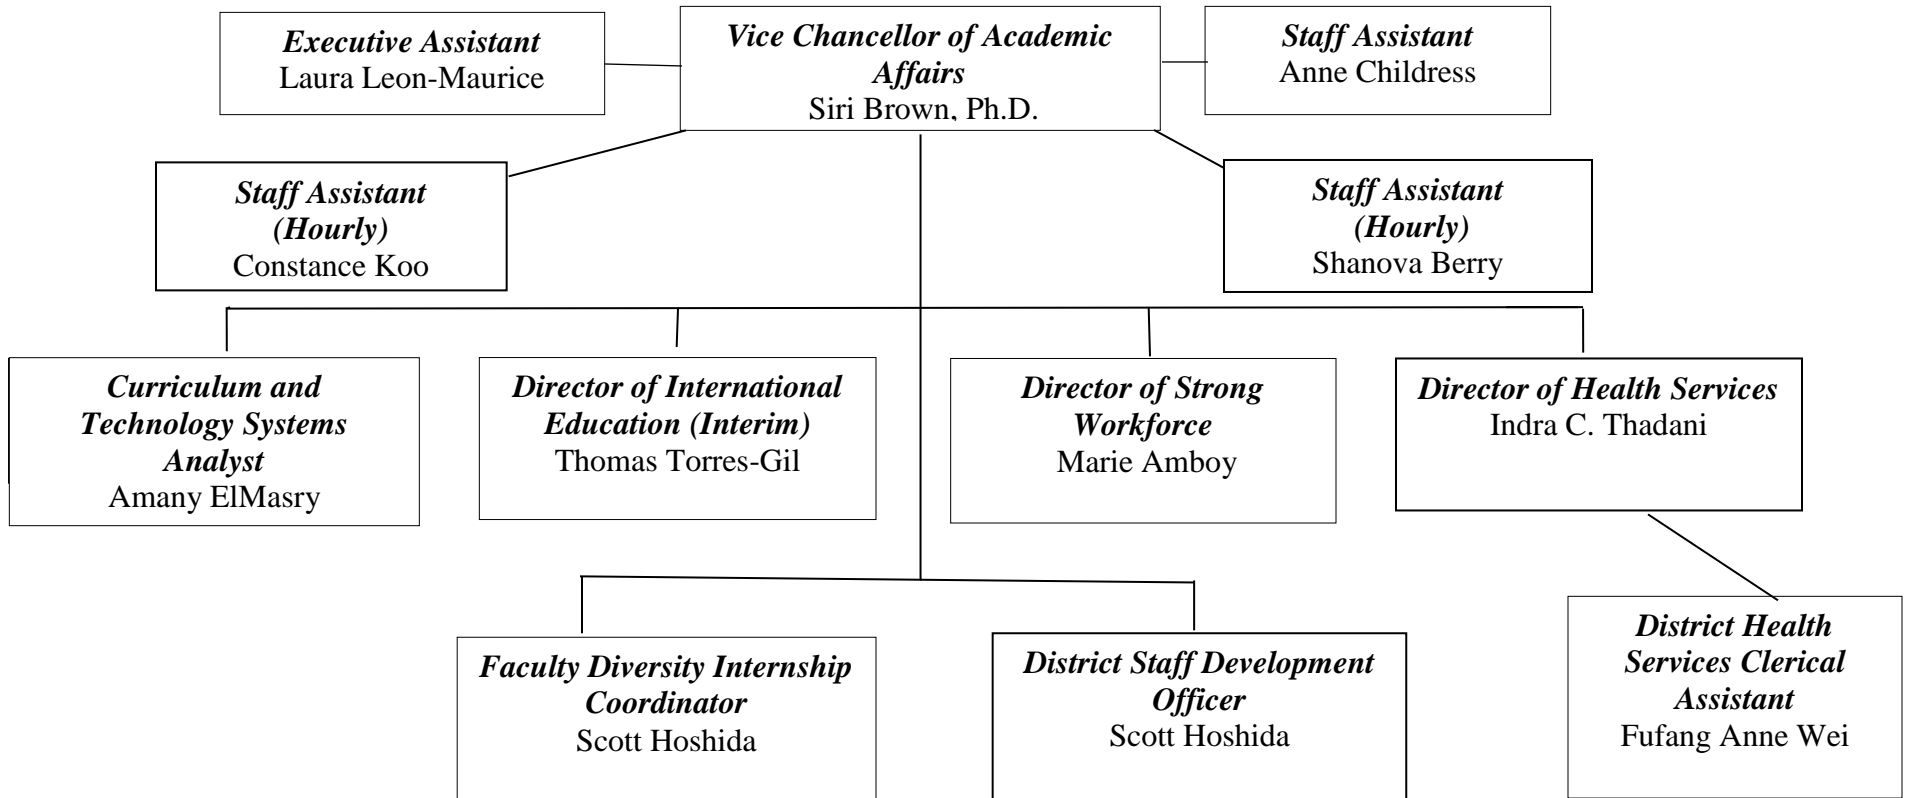 Executive Assistant
Laura Leon-Maurice
Vice Chancellor of Academic
Affairs
Siri Brown, Ph.D.
Staff Assistant
Anne Childress
Staff Assistant
(Hourly)
Constance Koo
Staff Assistant
(Hourly)
Shanova Berry
Curriculum and
Technology Systems
Analyst
Amany ElMasry
Director of International
Education (Interim)
Thomas Torres-Gil
Director of Strong
Workforce
Marie Amboy
Director of Health Services
Indra C. Thadani
Faculty Diversity Internship
Coordinator
Scott Hoshida
District Staff Development
Officer
Scott Hoshida
District Health
Services Clerical
Assistant
Fufang Anne Wei